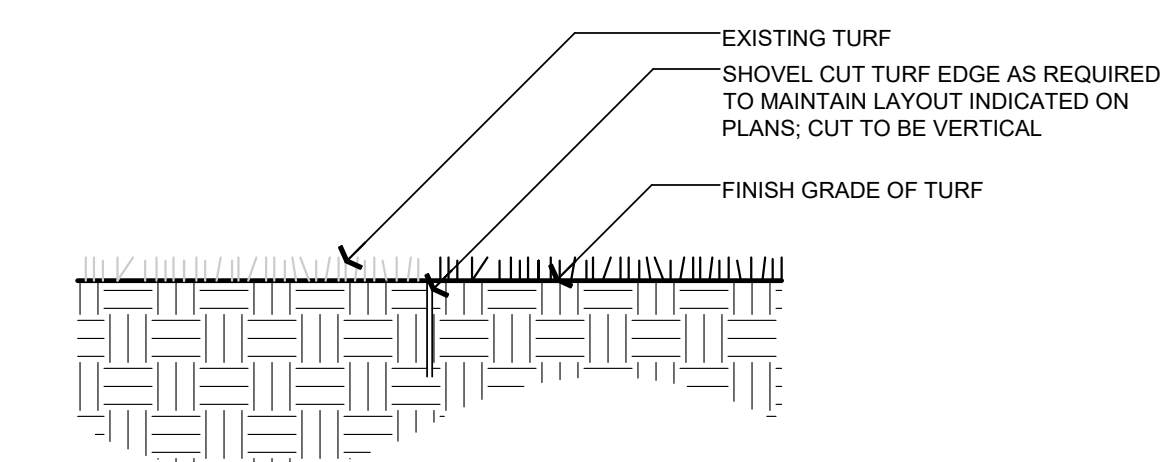 EXISTING TURF
SHOVEL CUT TURF EDGE AS REQUIRED
TO MAINTAIN LAYOUT INDICATED ON
PLANS; CUT TO BE VERTICAL
FINISH GRADE OF TURF